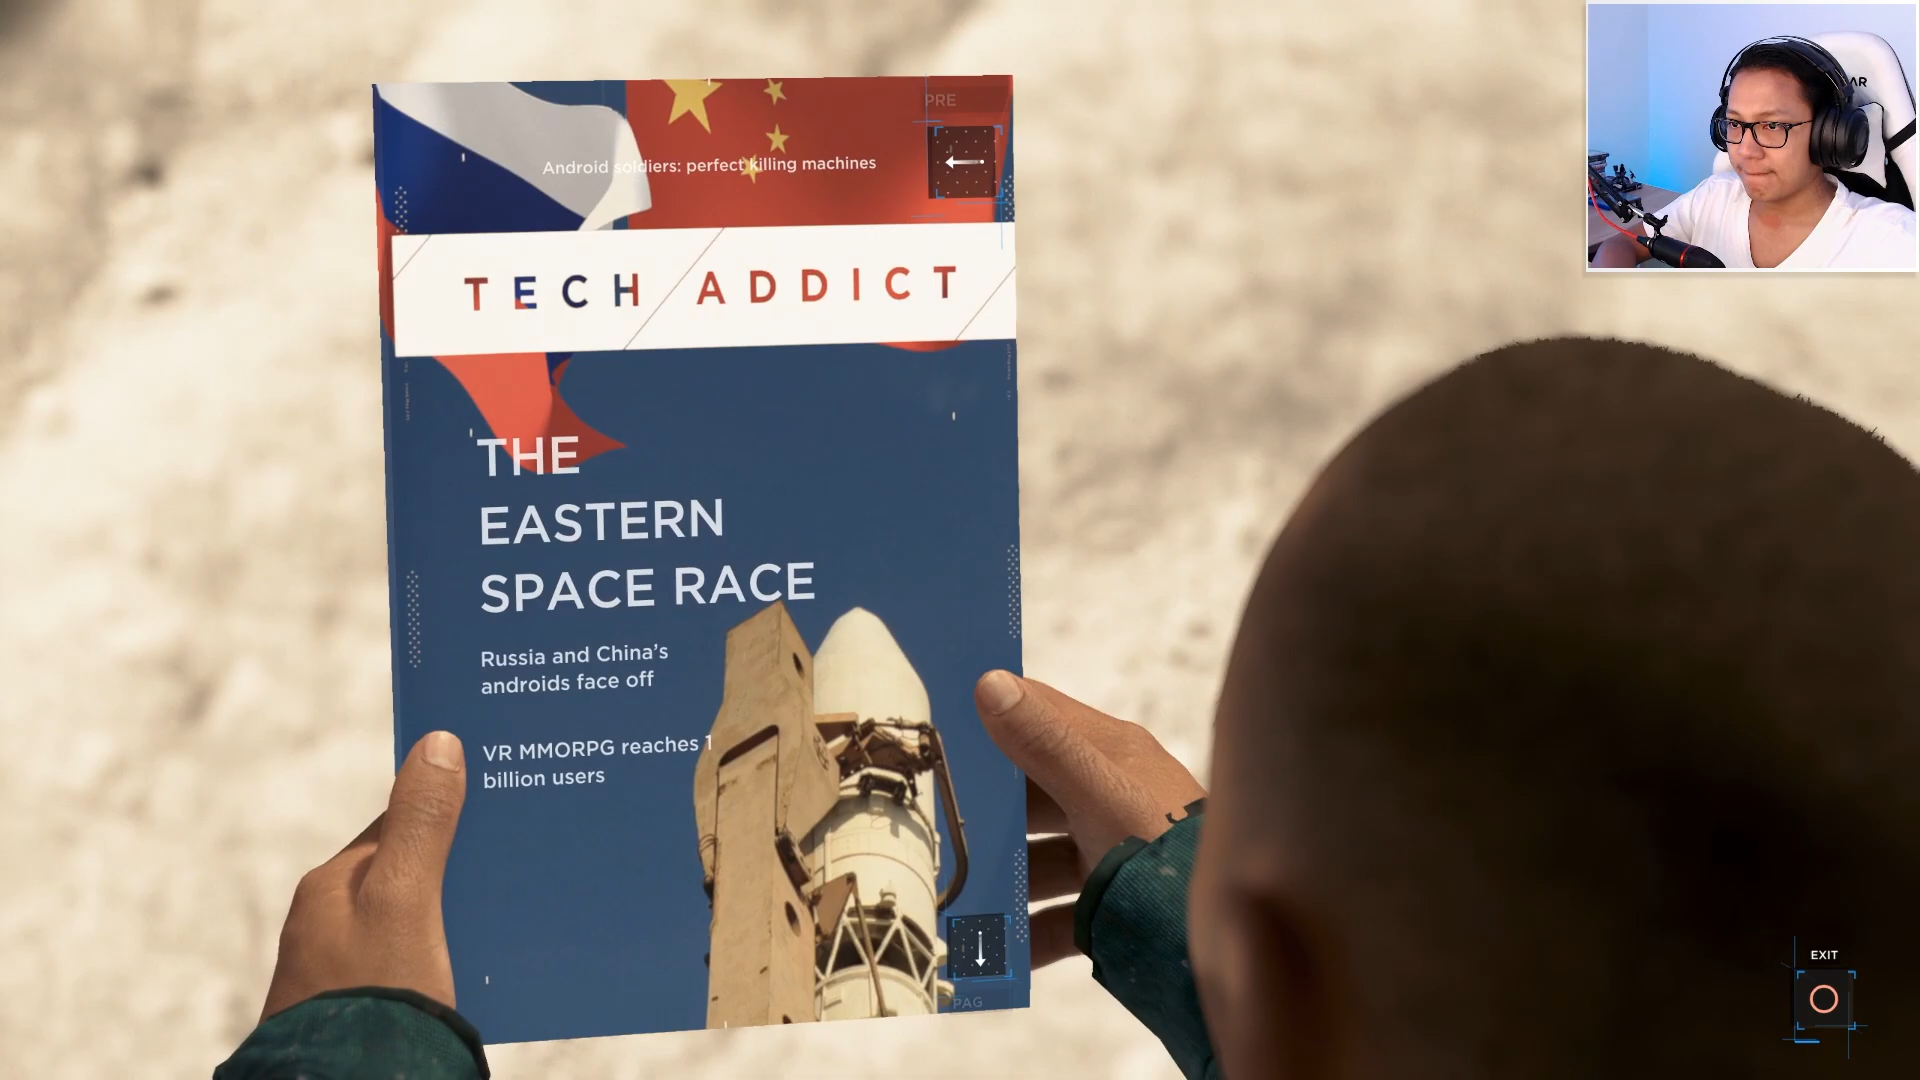 PRE
Android soldiers: perfect killing machines
TECH ADDICT
THE
EASTERN
SPACE RACE
Russia and China's
androids face off
VR MMORPG reaches 1
billion users
PAG
EXIT
AR